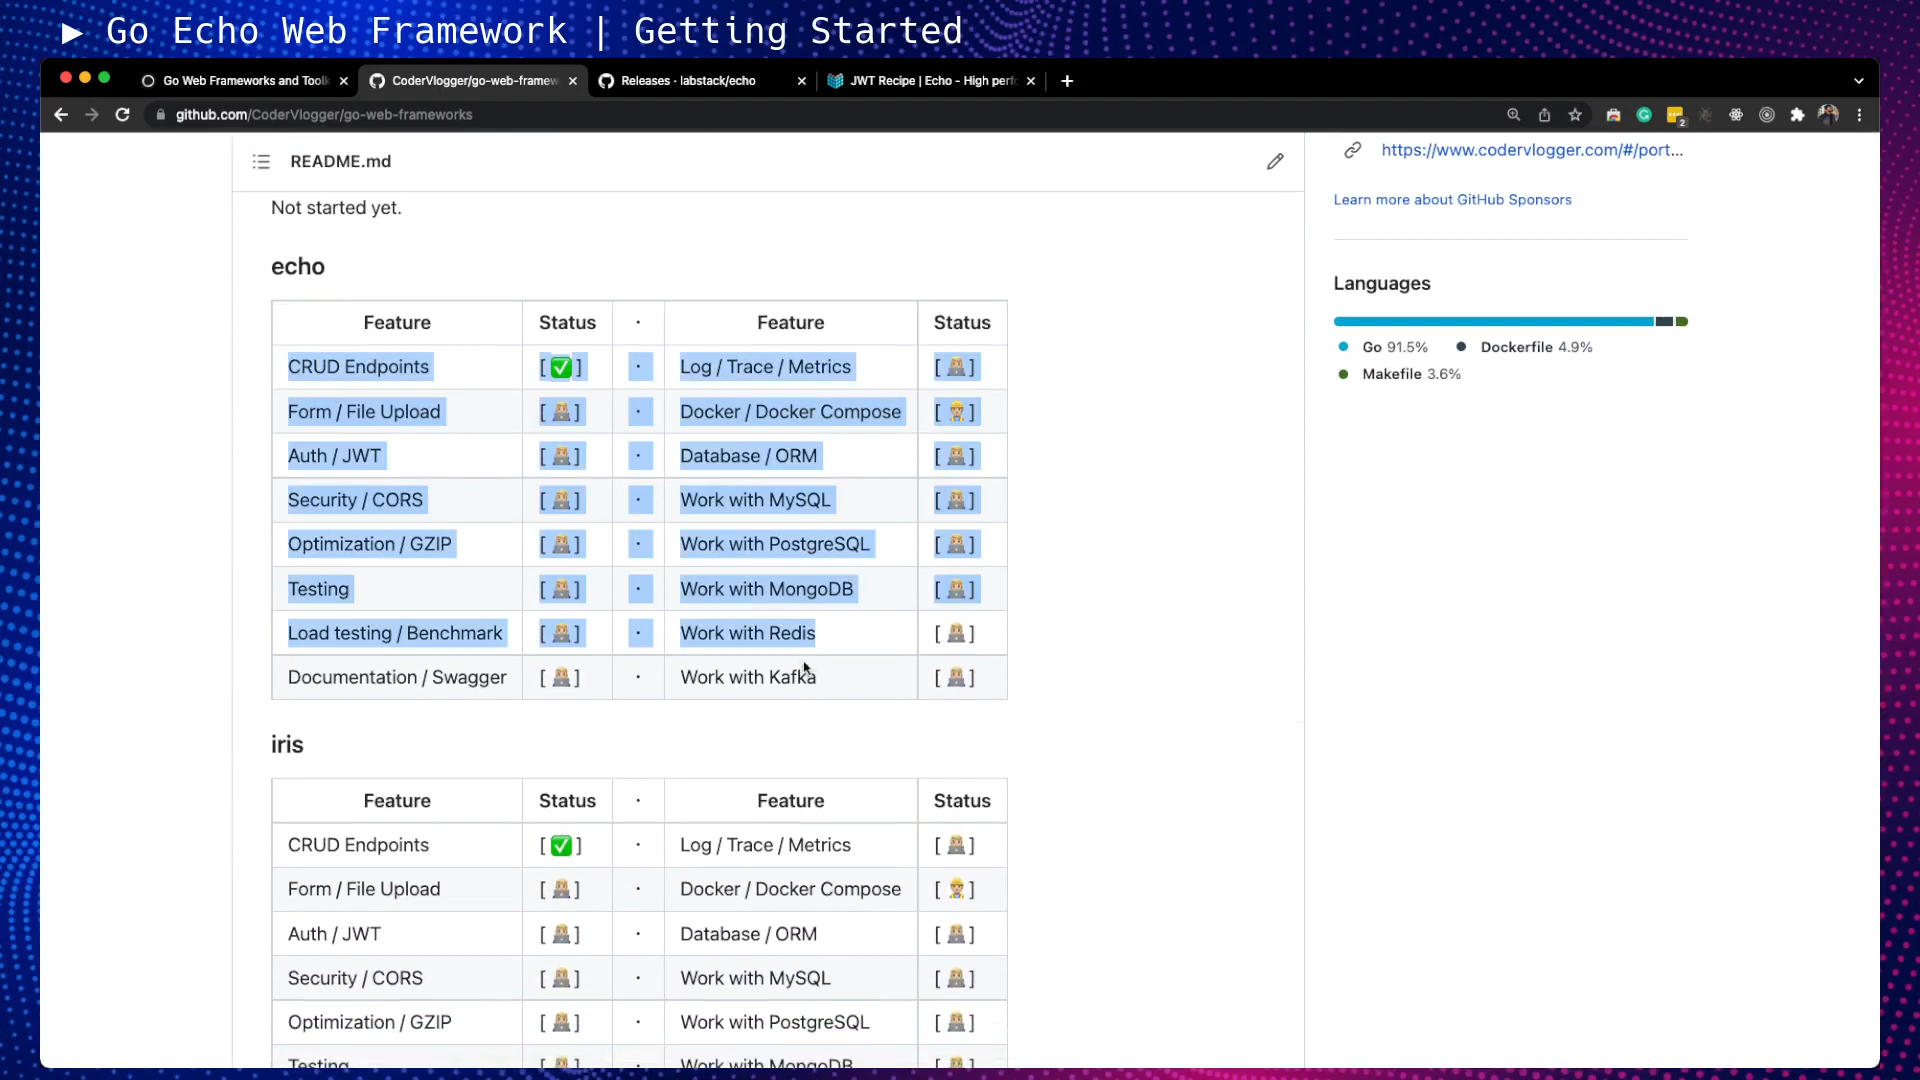 ▶ Go Echo Web Framework | Getting Started
Go Web Frameworks and Toolk
CoderVlogger/go-web-framew
Releases · labstack/echo
JWT Recipe | Echo - High perfo
github.com/CoderVlogger/go-web-frameworks
2
README.md
https://www.codervlogger.com/#/port...
Not started yet.
Learn more about GitHub Sponsors
echo
Languages
Go 91.5% Dockerfile 4.9%
Makefile 3.6%
Feature Status · Feature Status
CRUD Endpoints [✅] · Log / Trace / Metrics [👨🏼‍💻]
Form / File Upload [👨🏼‍💻] · Docker / Docker Compose [👷🏼]
Auth / JWT [👨🏼‍💻] · Database / ORM [👨🏼‍💻]
Security / CORS [👨🏼‍💻] · Work with MySQL [👨🏼‍💻]
Optimization / GZIP [👨🏼‍💻] · Work with PostgreSQL [👨🏼‍💻]
Testing [👨🏼‍💻] · Work with MongoDB [👨🏼‍💻]
Load testing / Benchmark [👨🏼‍💻] · Work with Redis [👨🏼‍💻]
Documentation / Swagger [👨🏼‍💻] · Work with Kafka [👨🏼‍💻]
iris
Feature Status · Feature Status
CRUD Endpoints [✅] · Log / Trace / Metrics [👨🏼‍💻]
Form / File Upload [👨🏼‍💻] · Docker / Docker Compose [👷🏼]
Auth / JWT [👨🏼‍💻] · Database / ORM [👨🏼‍💻]
Security / CORS [👨🏼‍💻] · Work with MySQL [👨🏼‍💻]
Optimization / GZIP [👨🏼‍💻] · Work with PostgreSQL [👨🏼‍💻]
Testing [👨🏼‍💻] · Work with MongoDB [👨🏼‍💻]